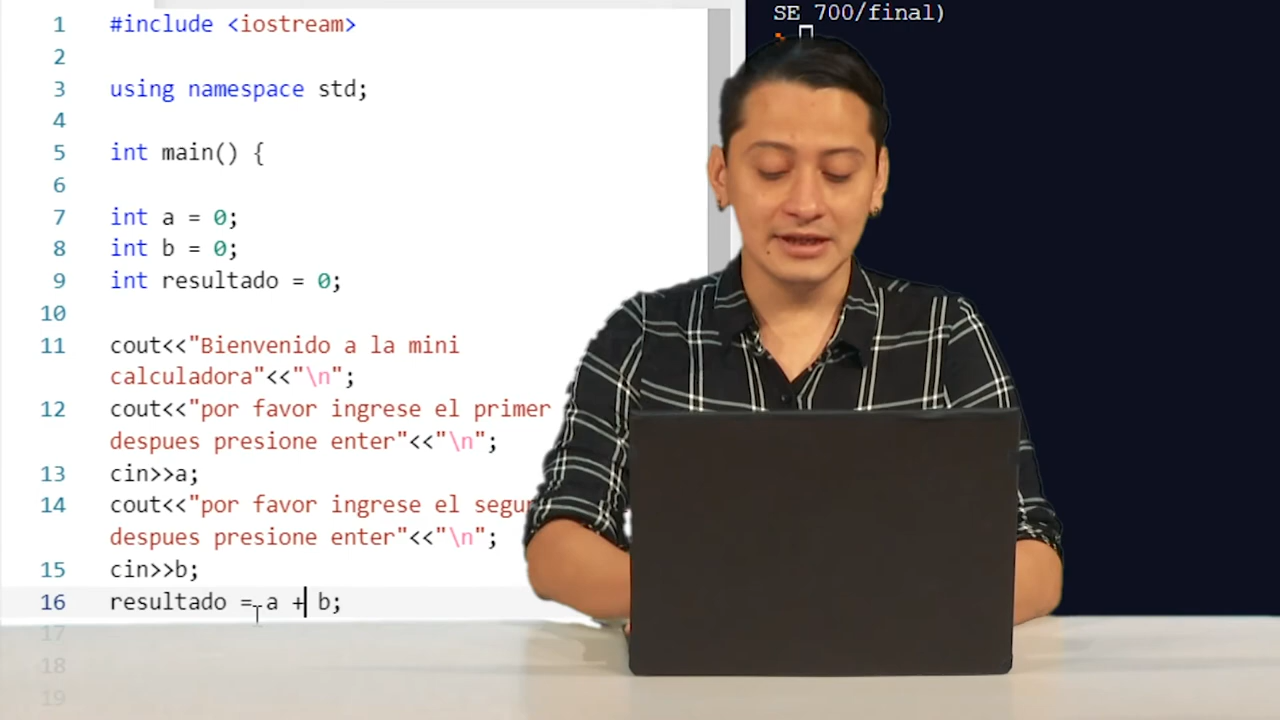 1 #include <iostream>
2
3 using namespace std;
4
5 int main() {
6
7 int a = 0;
8 int b = 0;
9 int resultado = 0;
10
11 cout<<"Bienvenido a la mini
calculadora"<<"\n";
12 cout<<"por favor ingrese el primer
despues presione enter"<<"\n";
13 cin>>a;
14 cout<<"por favor ingrese el
despues presione enter"<<"\n";
15 cin>>b;
16 resultado = a + b;
17
18
19
SE 700/final)